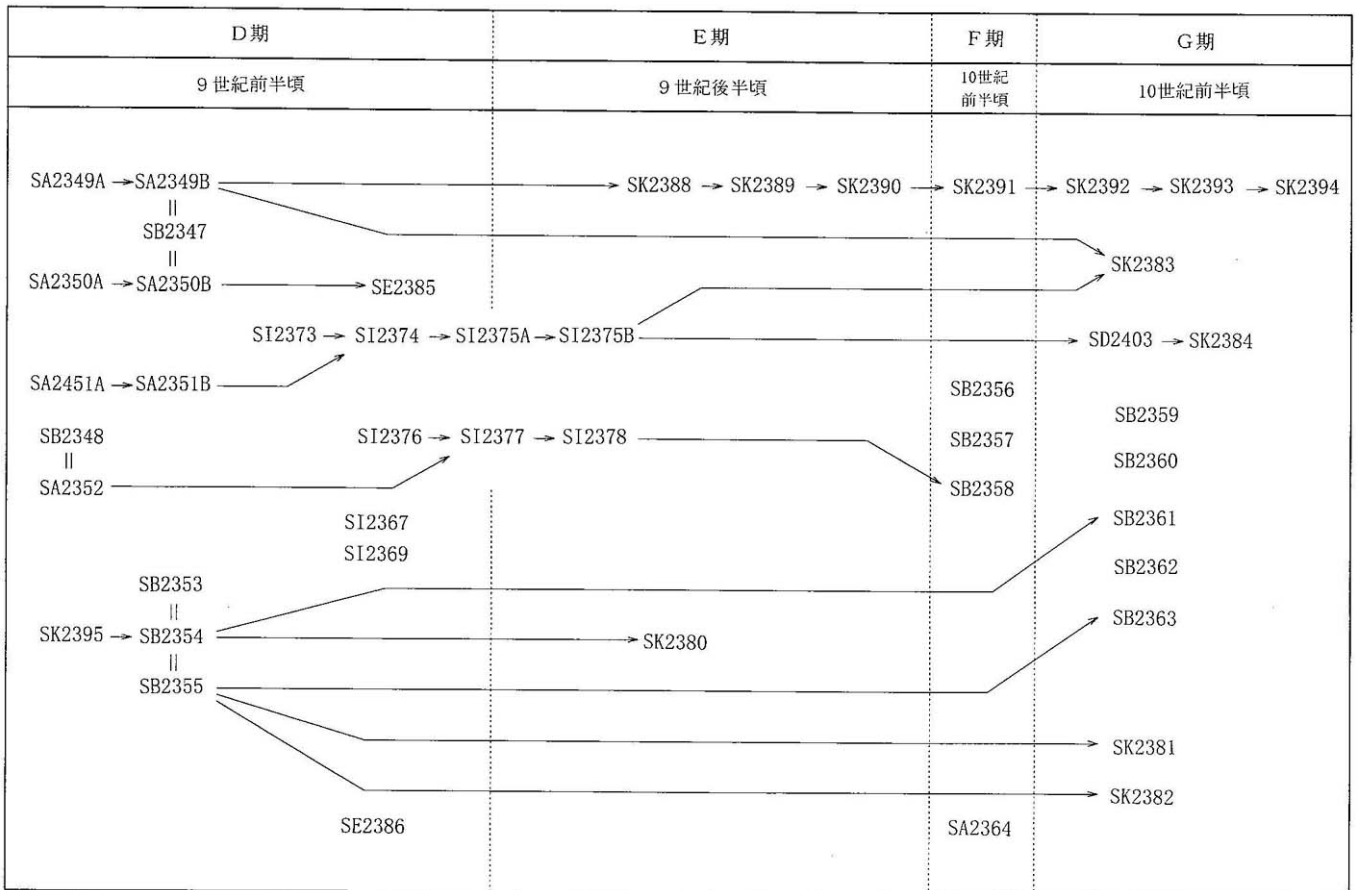 D期 E期 F期 G期
9世紀前半頃 9世紀後半頃 10世紀前半頃 10世紀前半頃
SA2349A → SA2349B → SK2388 → SK2389 → SK2390 → SK2391 → SK2392 → SK2393 → SK2394
||
SB2347
||
SK2383
SA2350A → SA2350B → SE2385
SI2373 → SI2374 → SI2375A → SI2375B → SD2403 → SK2384
SA2451A → SA2351B
SB2356
SB2359
SB2348 SI2376 → SI2377 → SI2378 SB2357
||
SB2360
SA2352 SB2358
SI2367 SB2361
SI2369
SB2362
SB2353
||
SB2363
SK2395 → SB2354 → SK2380
||
SB2355
SK2381
SK2382
SE2386 SA2364